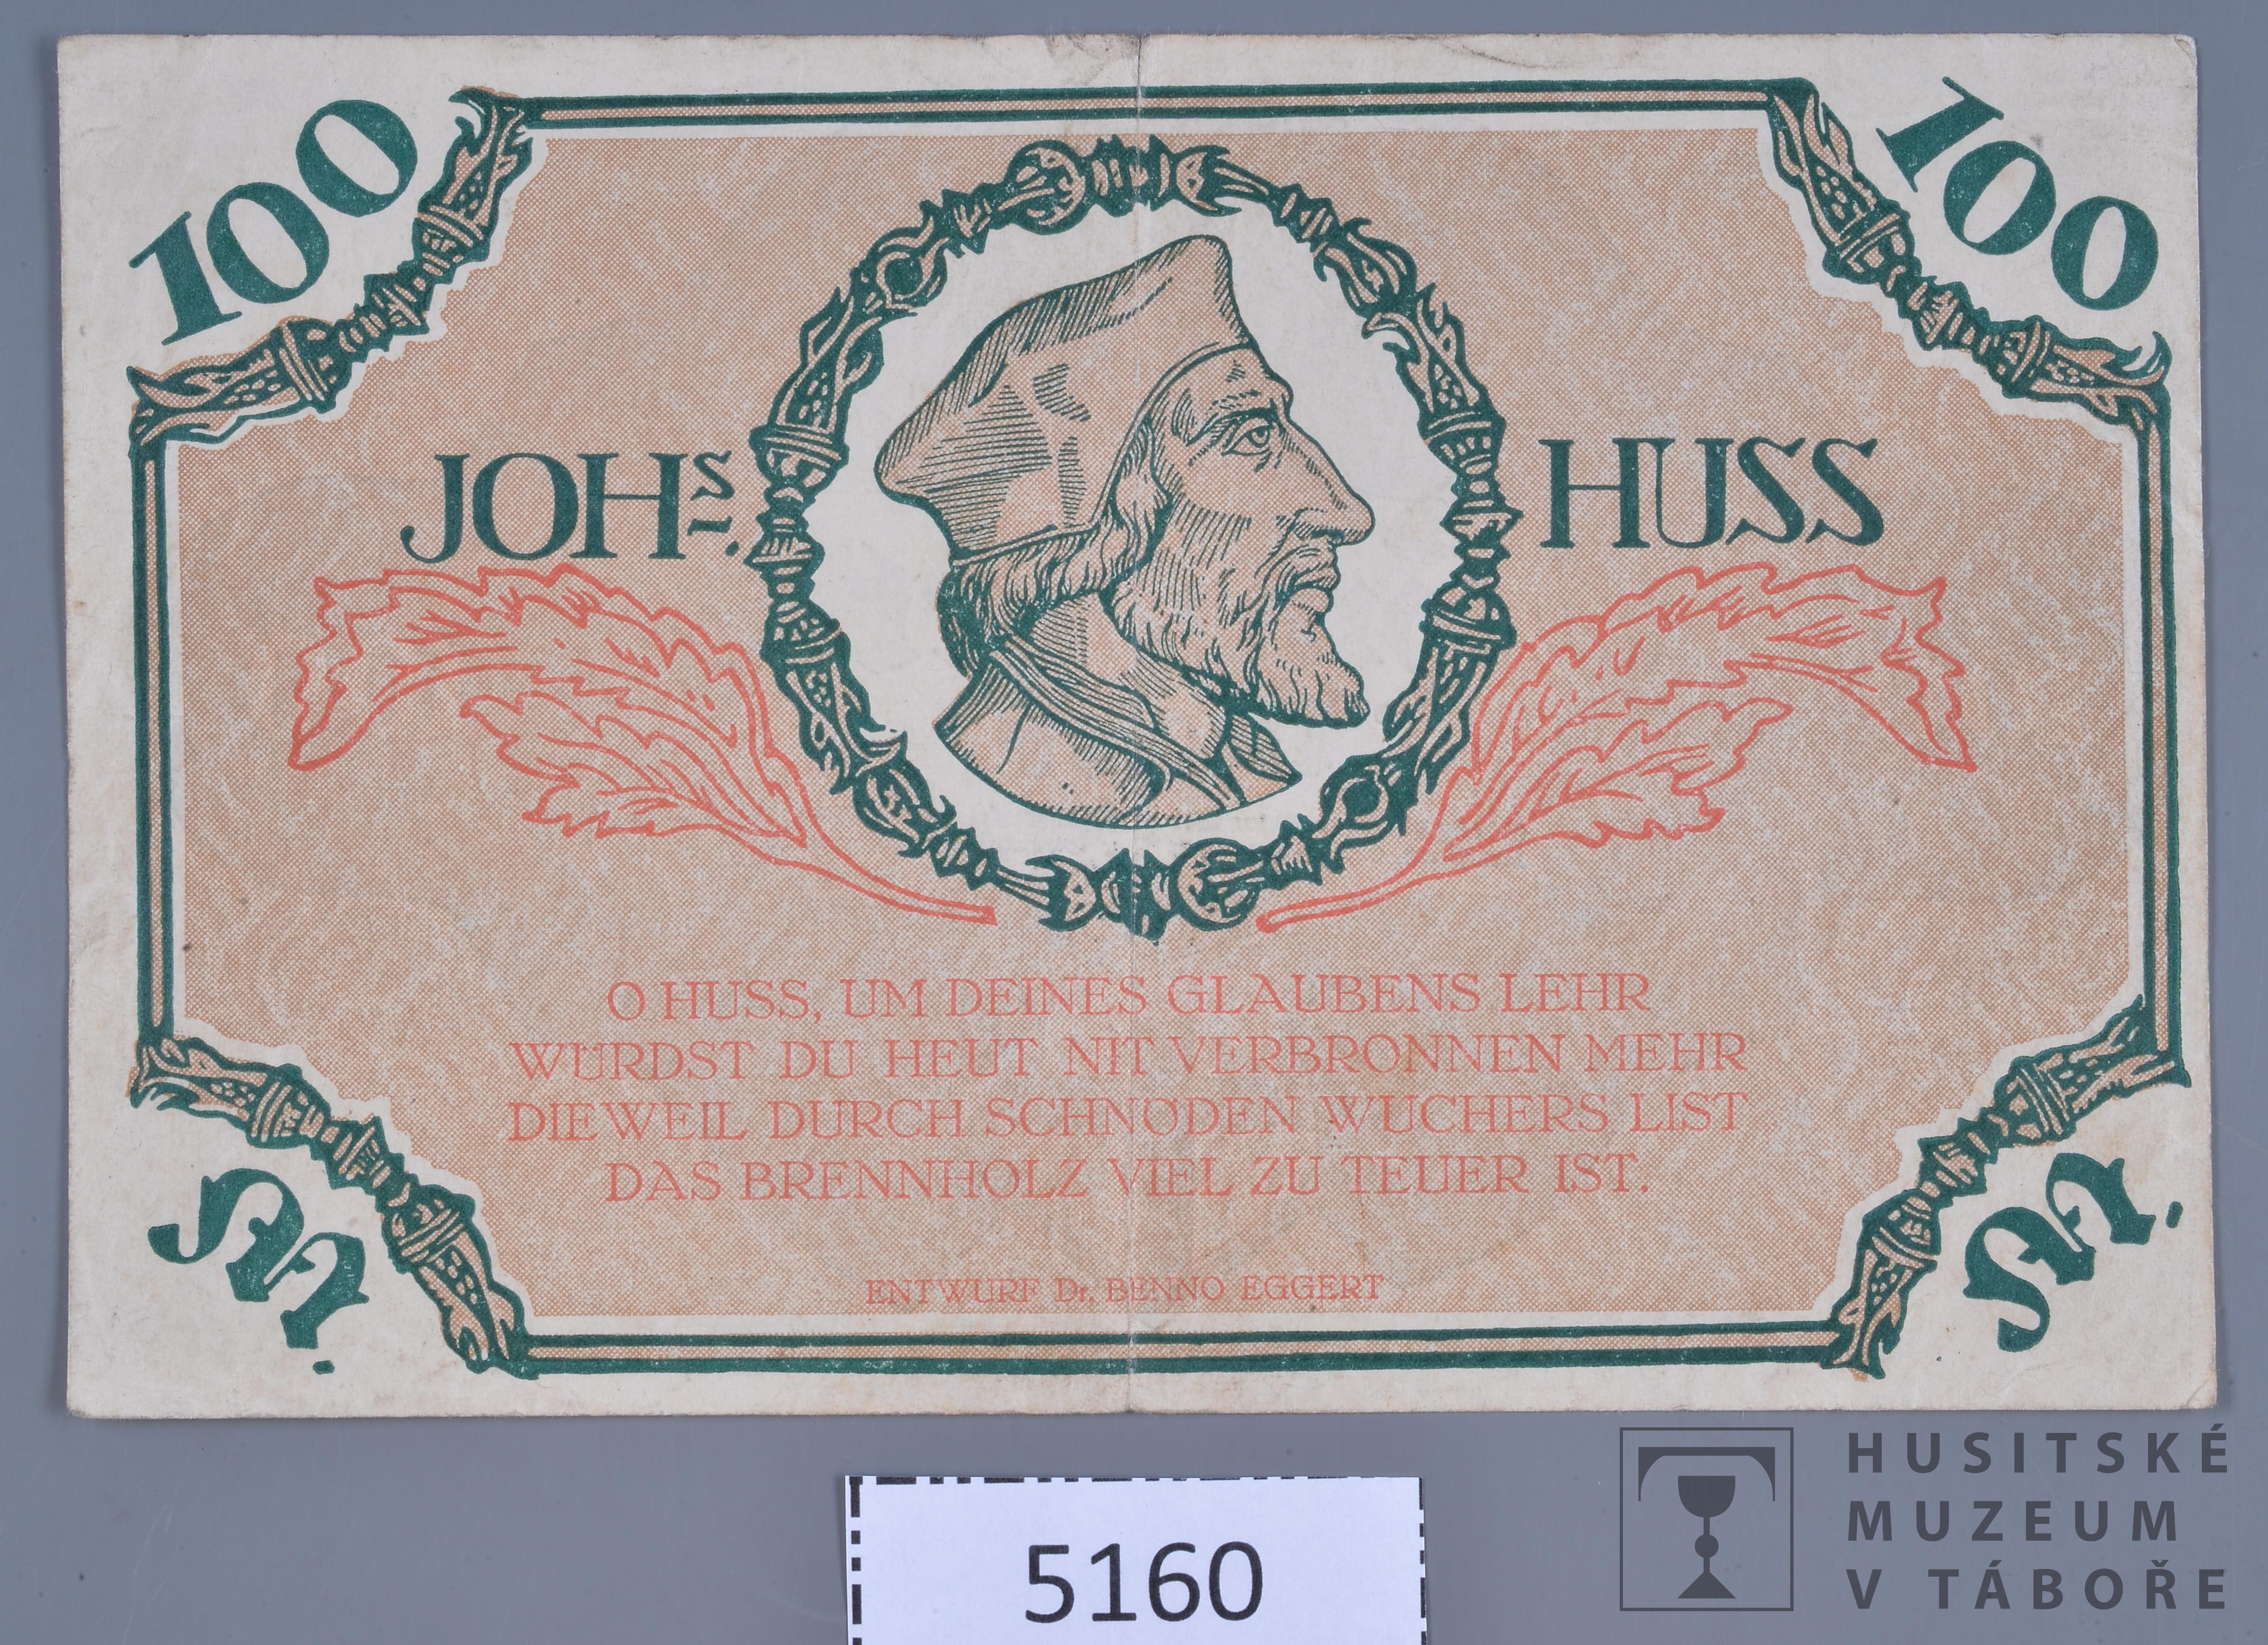 100
100
JOHS.
HUSS
O HUSS, UM DEINES GLAUBENS LEHR
WÜRDST DU HEUT NIT VERBRONNEN MEHR
DIEWEIL DURCH SCHNÖDEN WUCHERS LIST
DAS BRENNHOLZ VIEL ZU TEUER IST.
ENTWURF Dr. BENNO EGGERT
5160
HUSITSKÉ
MUZEUM
V TÁBOŘE